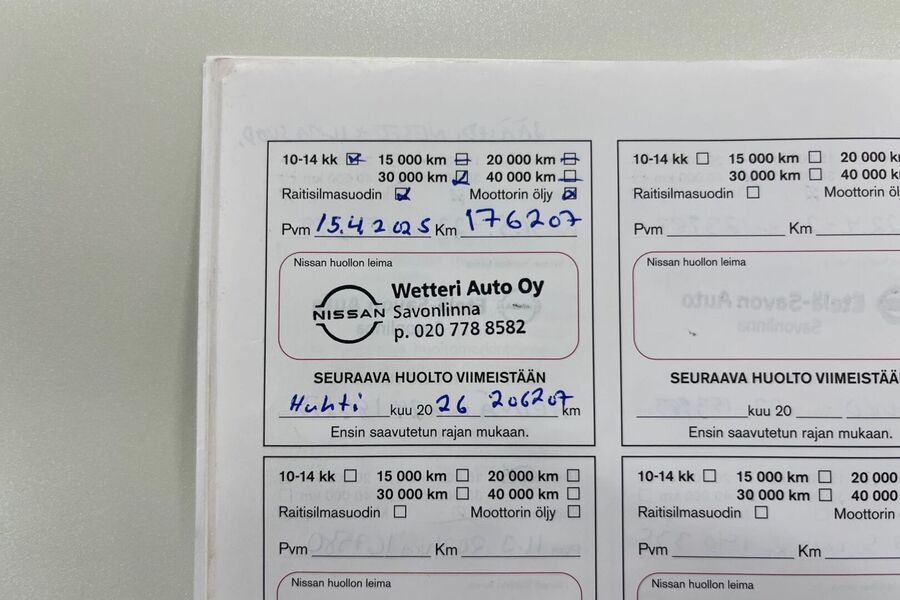 10-14 kk 15 000 km 20 000 km
30 000 km 40 000 km
Raitisilmasuodin Moottorin öljy
Pvm 15.4 2025 Km 176207
Nissan huollon leima
NISSAN
Wetteri Auto Oy
Savonlinna
p. 020 778 8582
SEURAAVA HUOLTO VIIMEISTÄÄN
Huhti kuu 20 26 206207 km
Ensin saavutetun rajan mukaan.
10-14 kk 15 000 km 20 000 k
30 000 km 40 000 k
Raitisilmasuodin Moottorin öljy
Pvm Km
Nissan huollon leima
SEURAAVA HUOLTO VIIMEISTÄÄ
kuu 20
Ensin saavutetun rajan mukaan.
10-14 kk 15 000 km 20 000 km
30 000 km 40 000 km
Raitisilmasuodin Moottorin öljy
Pvm Km
Nissan huollon leima
10-14 kk 15 000 km 20 000
30 000 km 40 000
Raitisilmasuodin Moottorin
Pvm Km
Nissan huollon leima